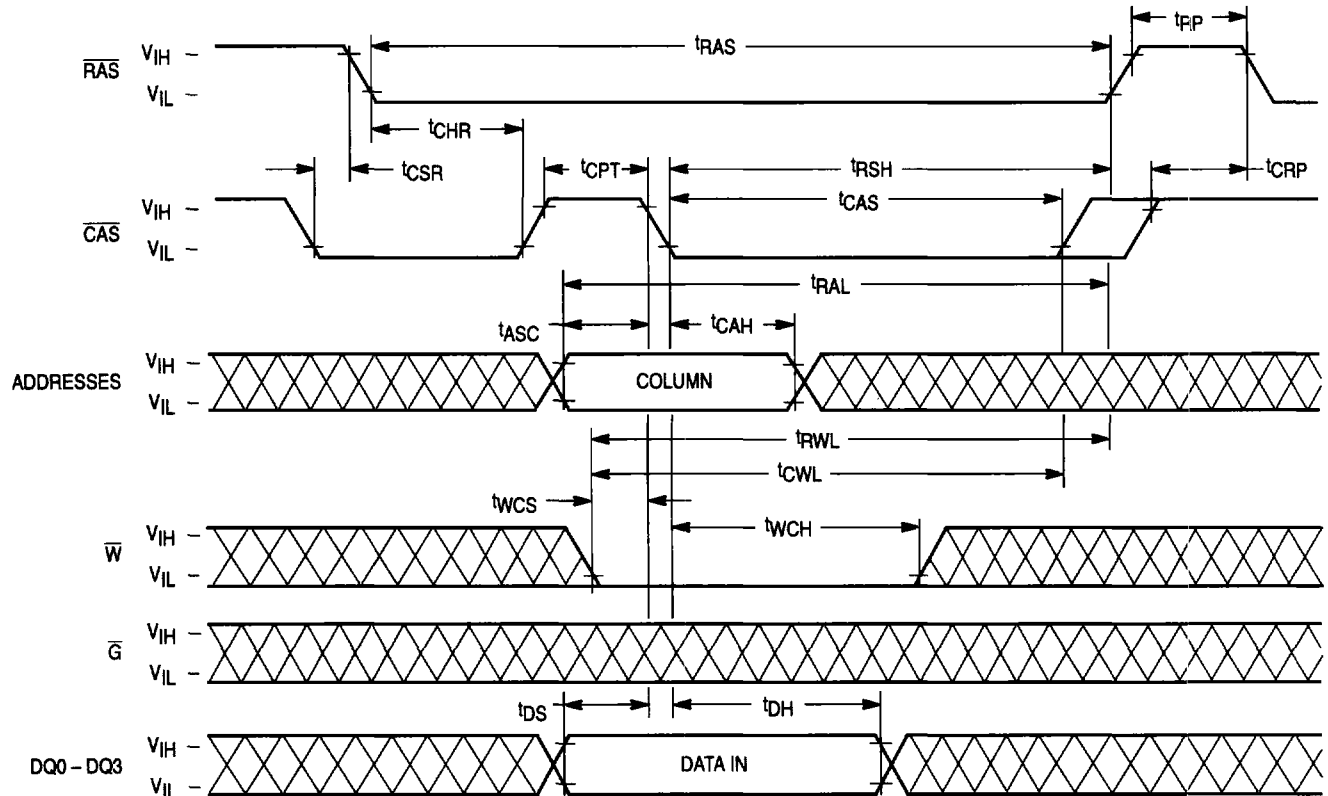 tRP
tRAS
VIH
RAS
VIL
tCHR
tCSR
tCPT
tRSH
tCRP
tCAS
VIH
CAS
VIL
tRAL
tASC
tCAH
VIH
ADDRESSES
COLUMN
VIL
tRWL
tCWL
tWCS
tWCH
VIH
W
VIL
VIH
G
VIL
tDS
tDH
VIH
DQ0 – DQ3
DATA IN
VIL